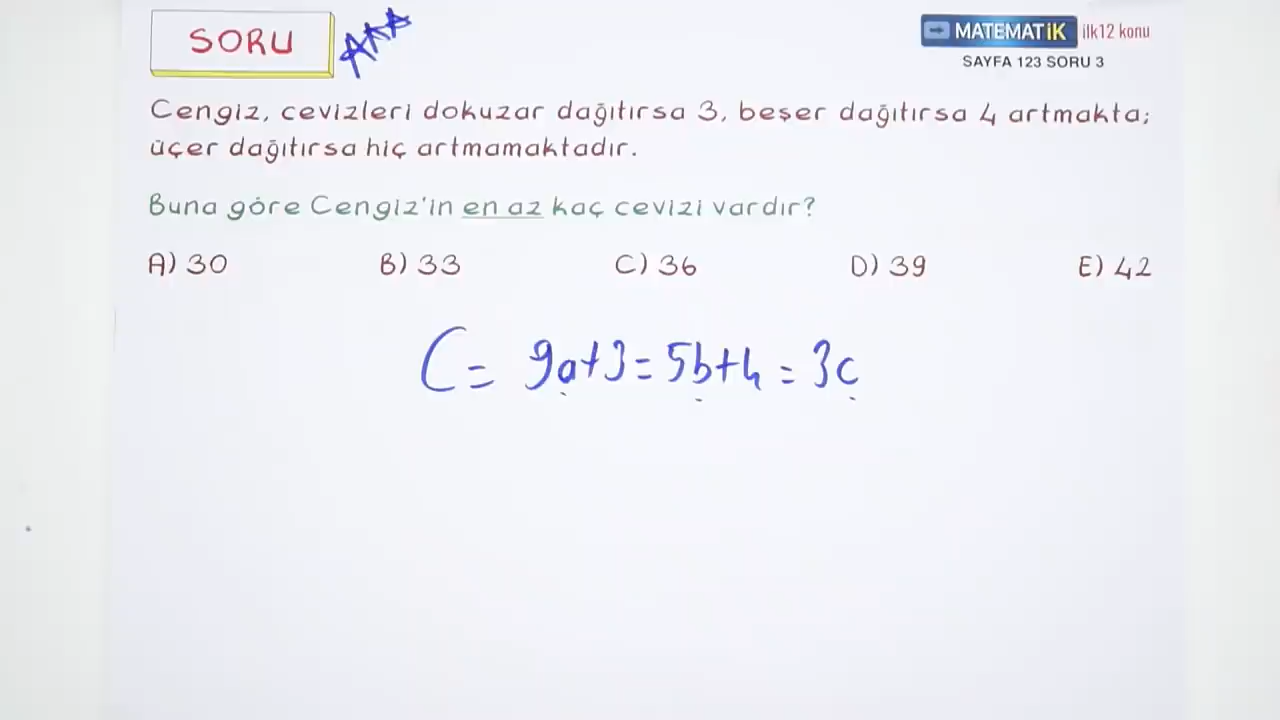 SORU
AAA
MATEMATİK ilk12 konu
SAYFA 123 SORU 3
Cengiz, cevizleri dokuzar dağıtırsa 3, beşer dağıtırsa 4 artmakta;
üçer dağıtırsa hiç artmamaktadır.
Buna göre Cengiz'in en az kaç cevizi vardır?
A) 30 B) 33 C) 36 D) 39 E) 42
C = 9a+3 = 5b+4 = 3c